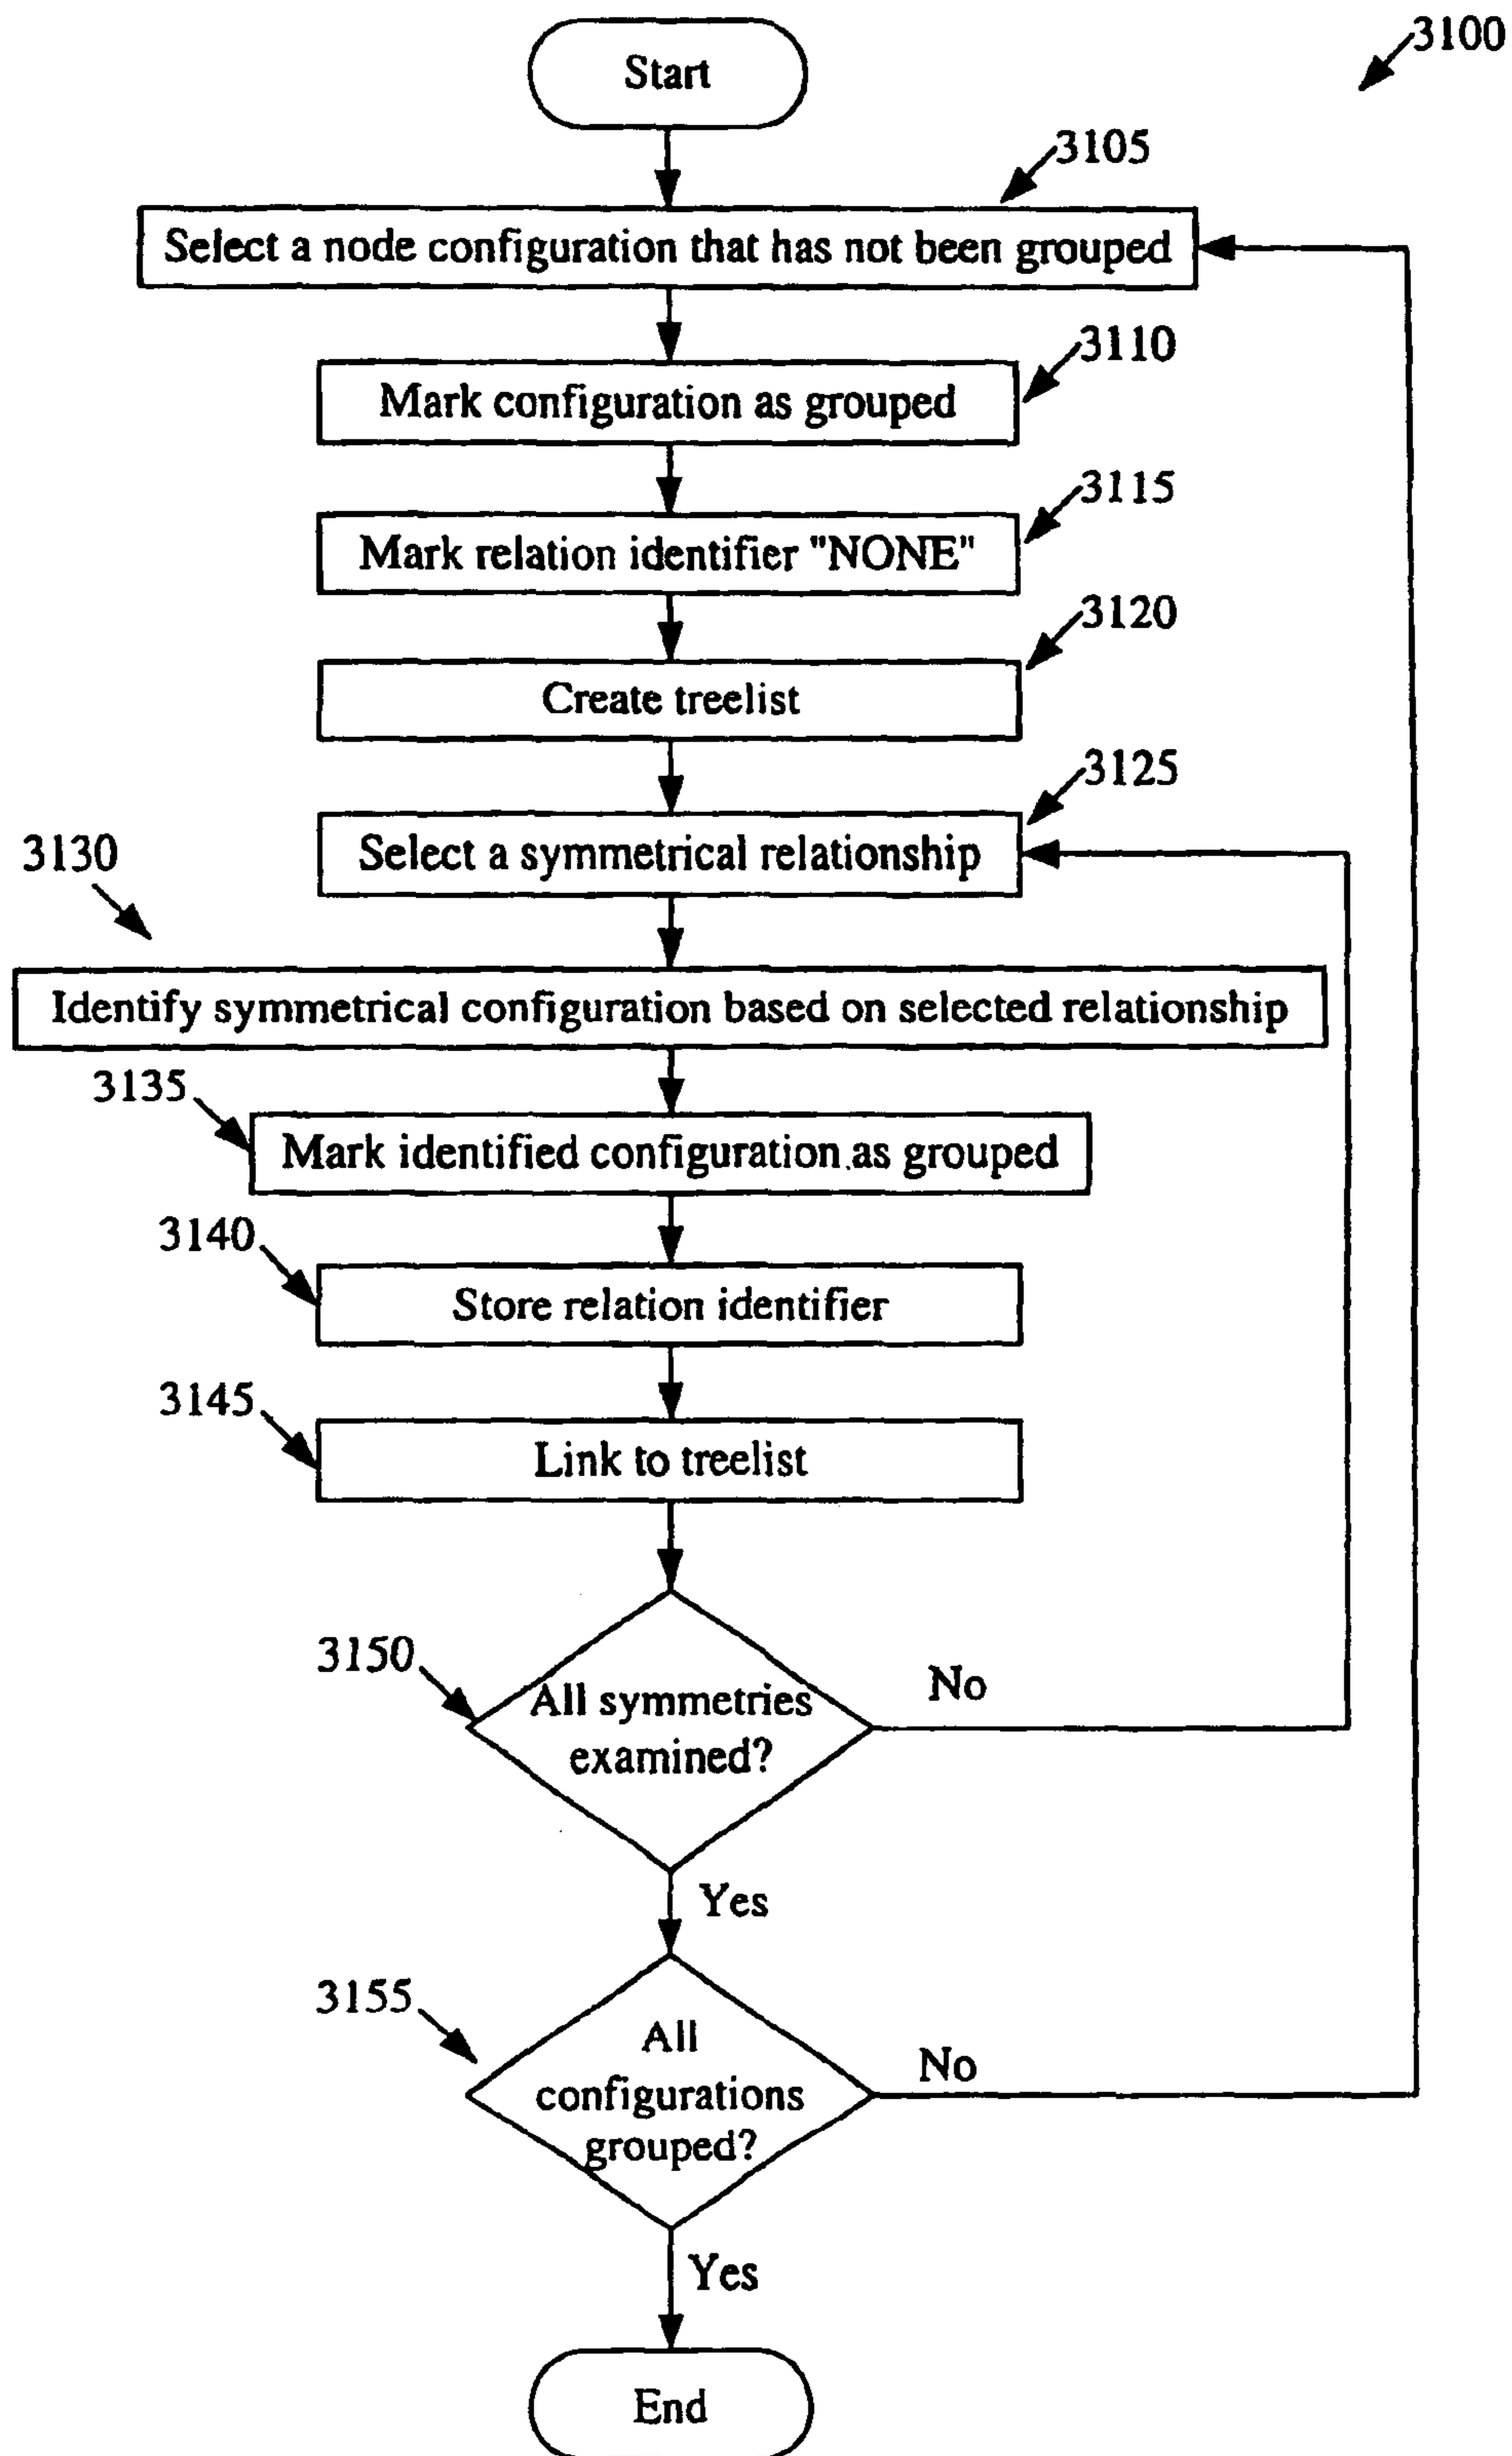 Start
3100
3105
Select a node configuration that has not been grouped
3110
Mark configuration as grouped
3115
Mark relation identifier "NONE"
3120
Create treelist
3125
Select a symmetrical relationship
3130
Identify symmetrical configuration based on selected relationship
3135
Mark identified configuration as grouped
3140
Store relation identifier
3145
Link to treelist
3150
All symmetries
examined?
No
Yes
3155
All
configurations
grouped?
No
Yes
End